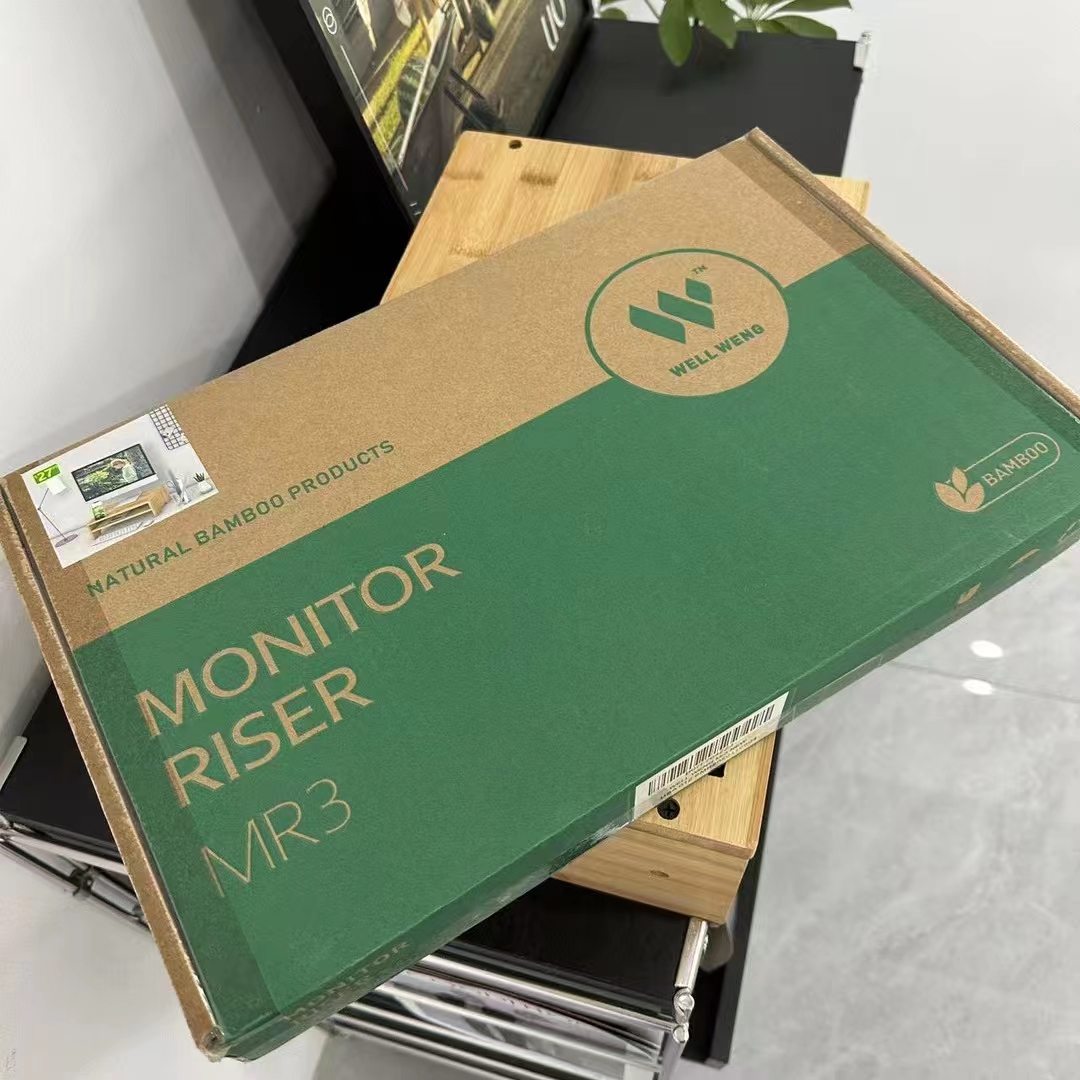 TM
WELL WENG
27
NATURAL BAMBOO PRODUCTS
BAMBOO
MONITOR
RISER
MR3
MONITOR